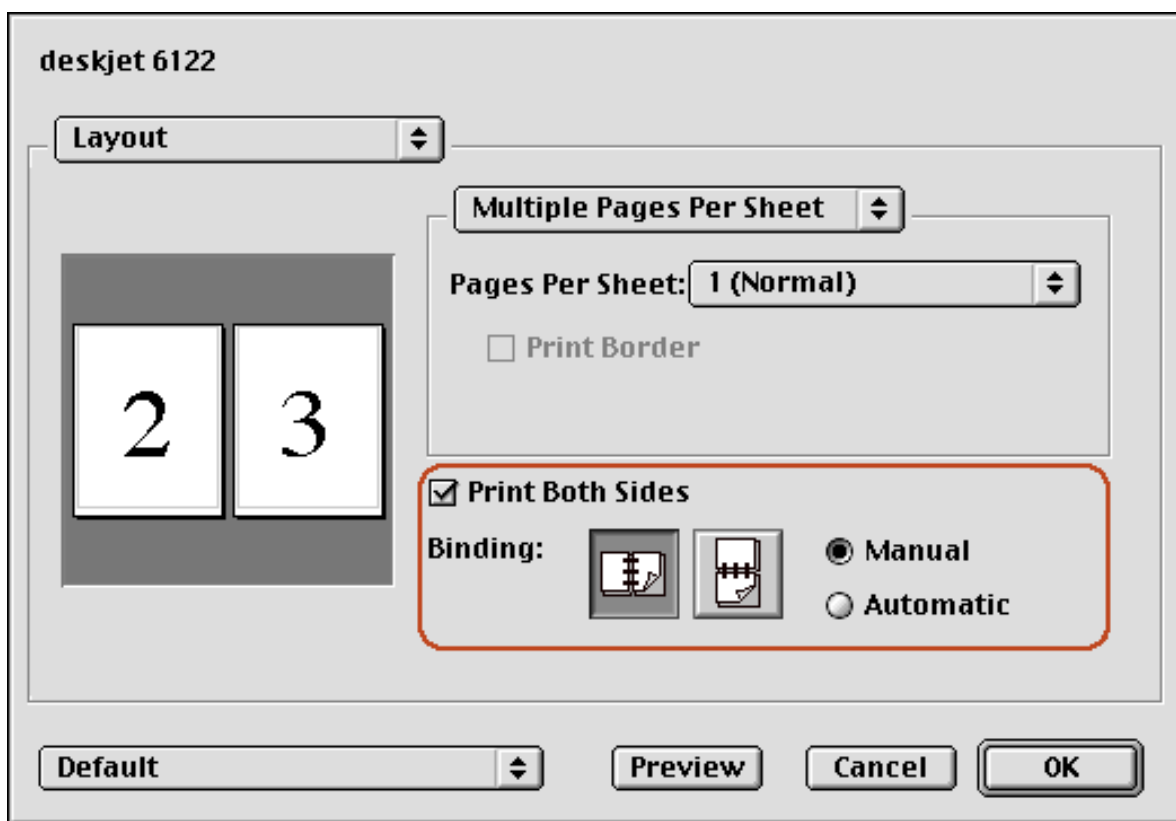 deskjet 6122
Layout
Multiple Pages Per Sheet
Pages Per Sheet: 1 (Normal)
Print Border
2 3
Print Both Sides
Binding:
Manual
Automatic
Default Preview Cancel OK